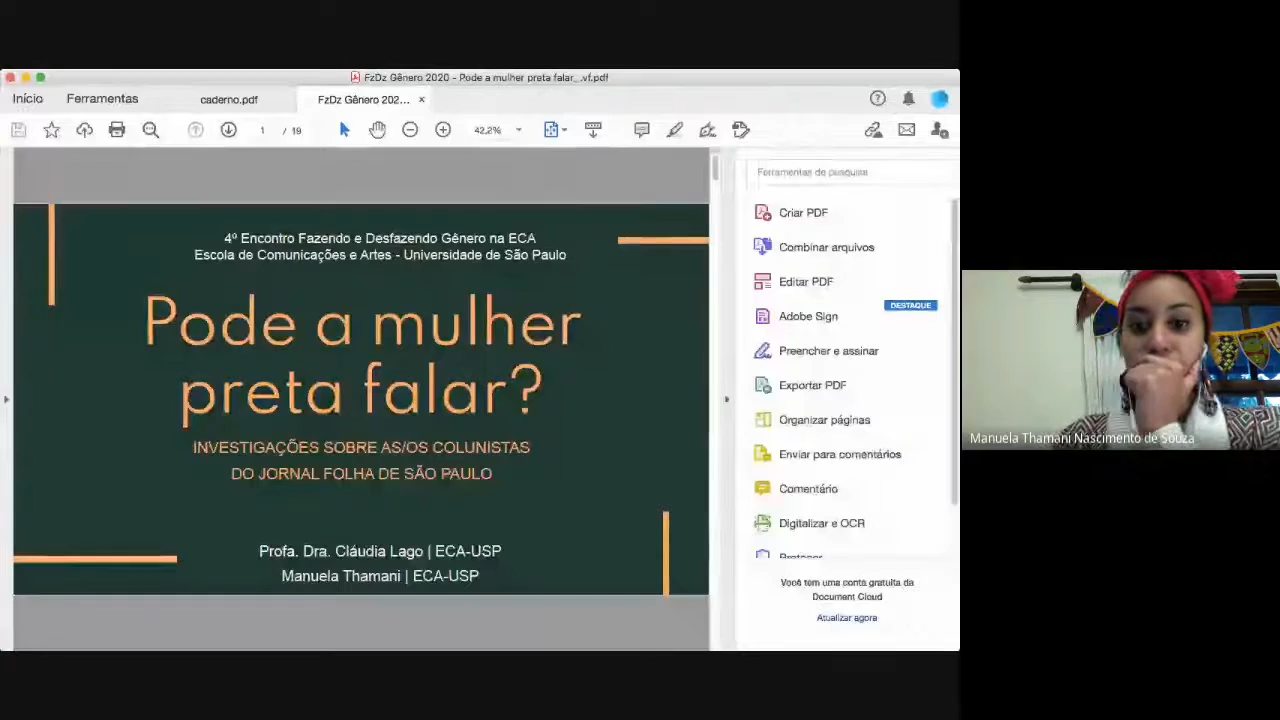 FzDz Gênero 2020 - Pode a mulher preta falar_.vf.pdf
Início
Ferramentas
caderno.pdf
FzDz Gênero 202... ×
1 / 19
42,2%
4º Encontro Fazendo e Desfazendo Gênero na ECA
Escola de Comunicações e Artes - Universidade de São Paulo
Pode a mulher
preta falar?
INVESTIGAÇÕES SOBRE AS/OS COLUNISTAS
DO JORNAL FOLHA DE SÃO PAULO
Profa. Dra. Cláudia Lago | ECA-USP
Manuela Thamani | ECA-USP
Ferramentas de pesquisa
Criar PDF
Combinar arquivos
Editar PDF
DESTAQUE
Adobe Sign
Preencher e assinar
Exportar PDF
Organizar páginas
Enviar para comentários
Comentário
Digitalizar e OCR
Proteger
Você tem uma conta gratuita da
Document Cloud
Atualizar agora
Manuela Thamani Nascimento de Souza